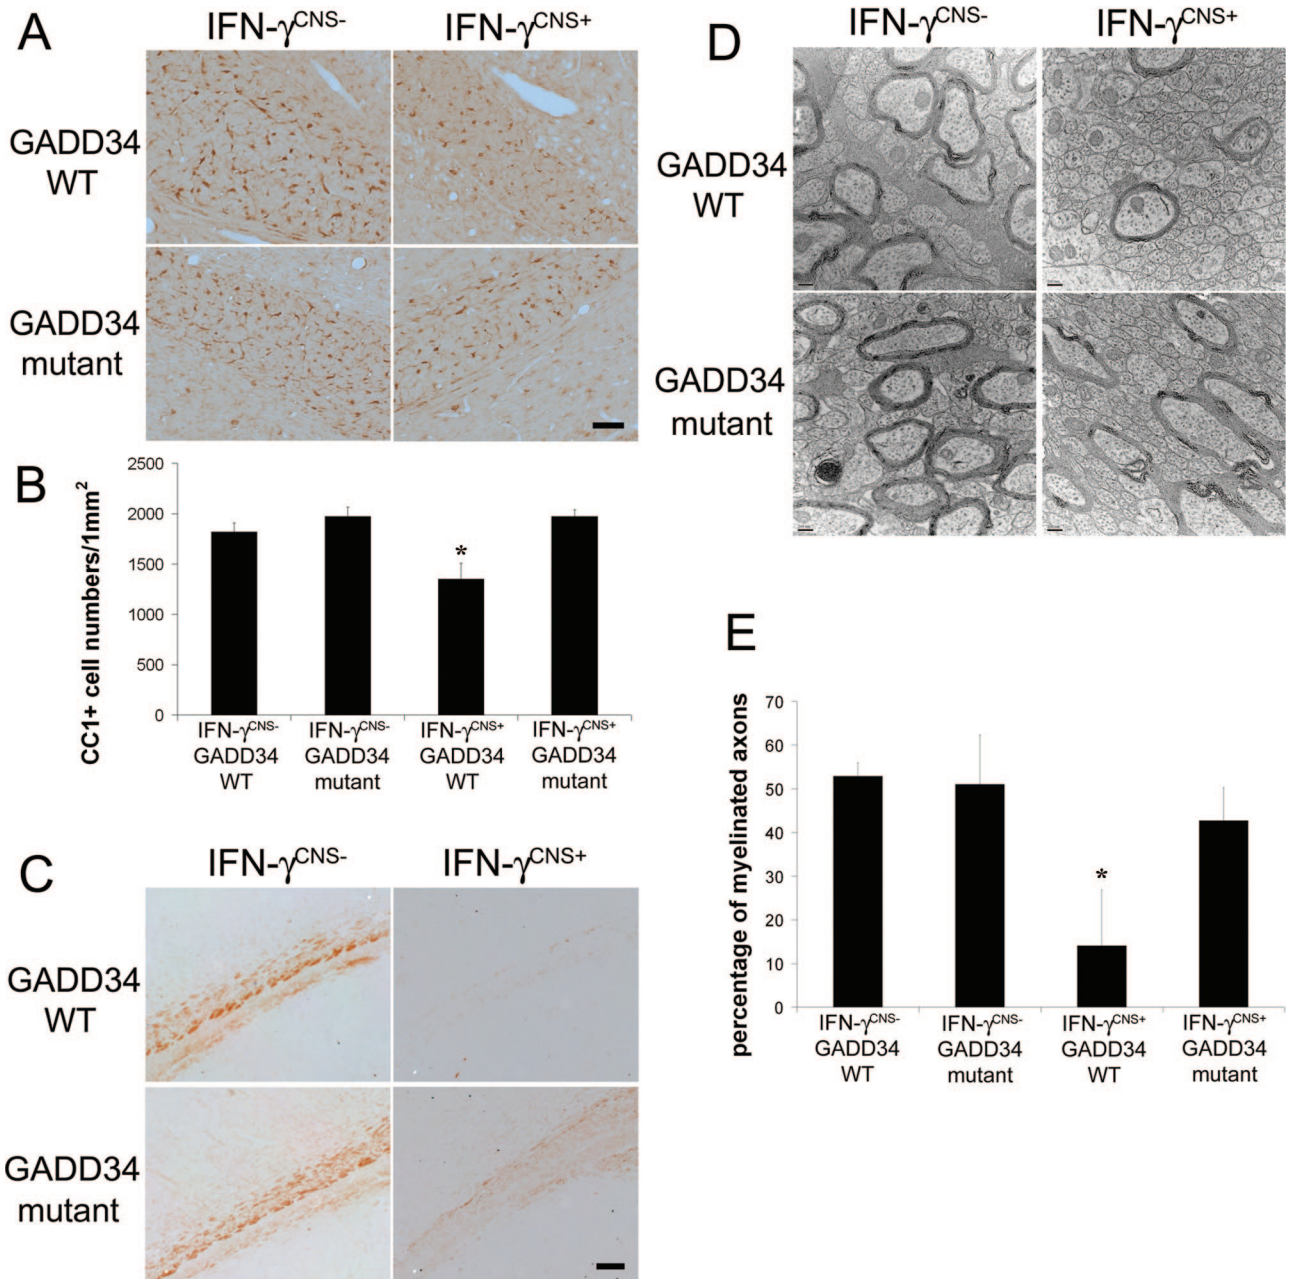 A
IFN-γCNS-
IFN-γCNS+
GADD34
WT
GADD34
mutant
B
CC1+ cell numbers/1mm2
2500
2000
1500
1000
500
0
*
IFN-γCNS-
GADD34
WT
IFN-γCNS-
GADD34
mutant
IFN-γCNS+
GADD34
WT
IFN-γCNS+
GADD34
mutant
C
IFN-γCNS-
IFN-γCNS+
GADD34
WT
GADD34
mutant
D
IFN-γCNS-
IFN-γCNS+
GADD34
WT
GADD34
mutant
E
percentage of myelinated axons
70
60
50
40
30
20
10
0
*
IFN-γCNS-
GADD34
WT
IFN-γCNS-
GADD34
mutant
IFN-γCNS+
GADD34
WT
IFN-γCNS+
GADD34
mutant